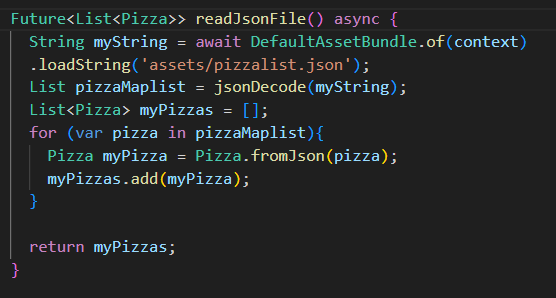 Future<List<Pizza>> readJsonFile() async {
String myString = await DefaultAssetBundle.of(context)
.loadString('assets/pizzalist.json');
List pizzaMaplist = jsonDecode(myString);
List<Pizza> myPizzas = [];
for (var pizza in pizzaMaplist){
Pizza myPizza = Pizza.fromJson(pizza);
myPizzas.add(myPizza);
}
return myPizzas;
}